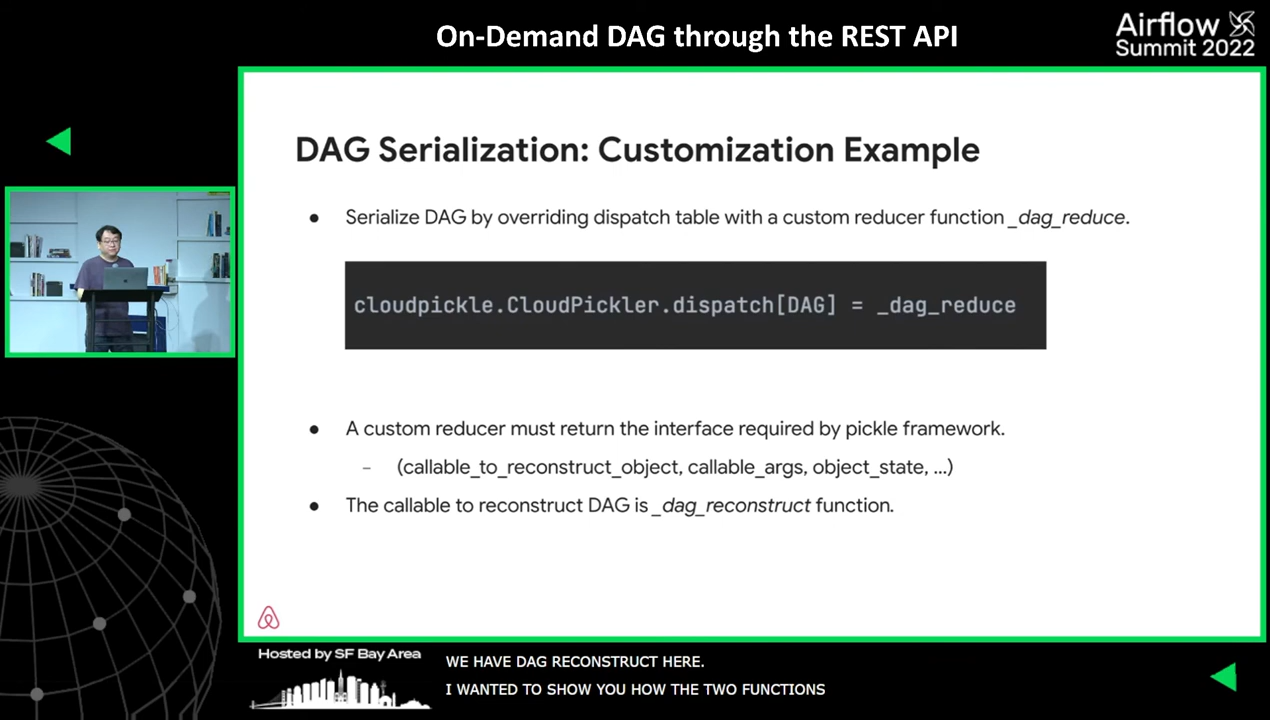 On-Demand DAG through the REST API
Airflow
Summit 2022
DAG Serialization: Customization Example
● Serialize DAG by overriding dispatch table with a custom reducer function _dag_reduce.
cloudpickle.CloudPickler.dispatch[DAG] = _dag_reduce
● A custom reducer must return the interface required by pickle framework.
– (callable_to_reconstruct_object, callable_args, object_state, ...)
● The callable to reconstruct DAG is _dag_reconstruct function.
Hosted by SF Bay Area
WE HAVE DAG RECONSTRUCT HERE.
I WANTED TO SHOW YOU HOW THE TWO FUNCTIONS